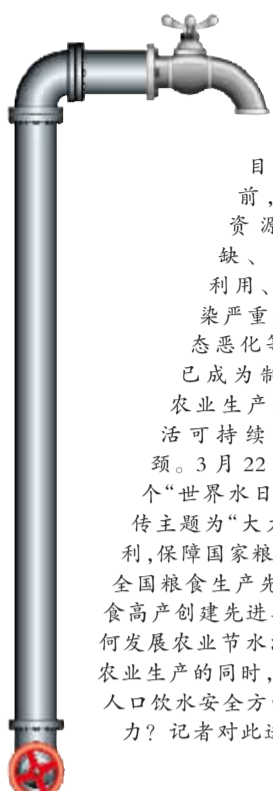 目
前，
资源
缺、
利用、
染严重
态恶化等
已成为制
农业生产
活可持续
颈。3月22
个“世界水日
传主题为“大力
利，保障国家粮
全国粮食生产先
食高产创建先进
何发展农业节水
农业生产的同时，
人口饮水安全方
力？记者对此进